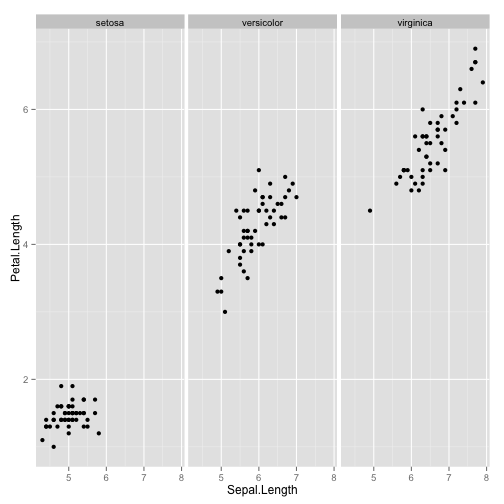 setosa versicolor virginica
6
4
2
5 6 7 8 5 6 7 8 5 6 7 8
Sepal.Length
Petal.Length